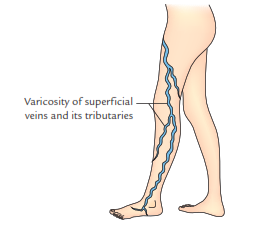 Varicosity of superficial
veins and its tributaries